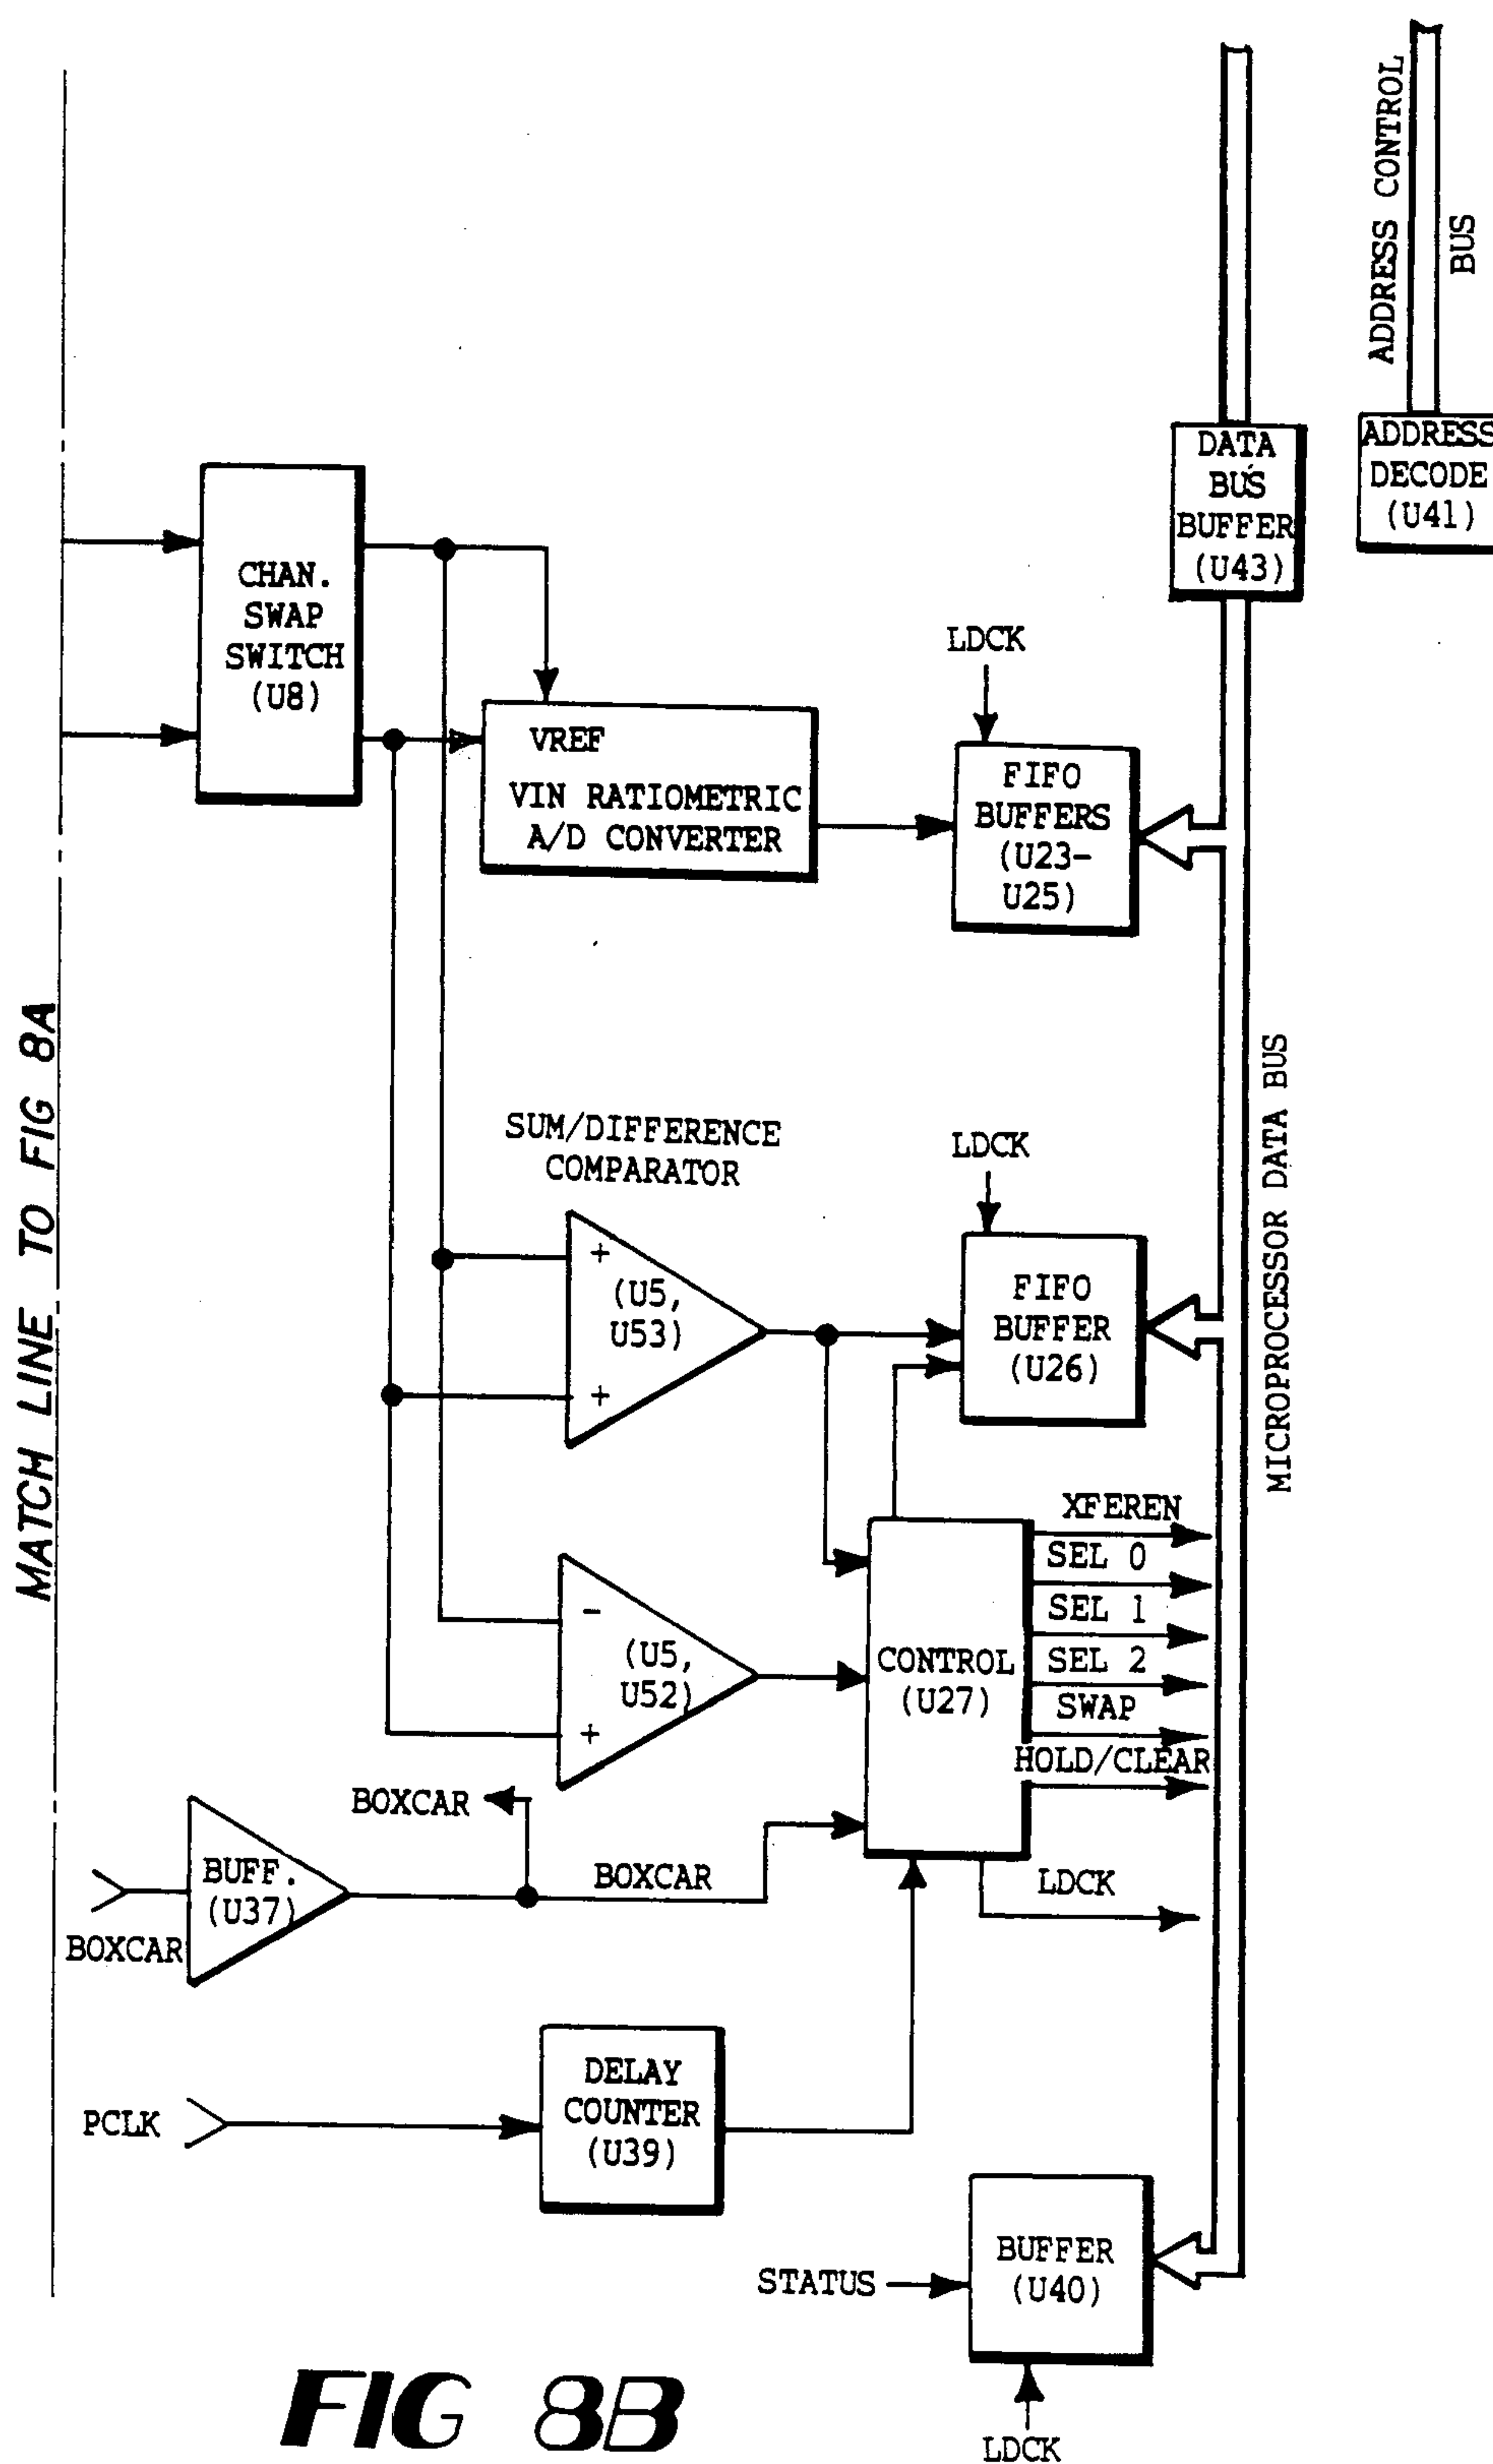 ADDRESS CONTROL
BUS
DATA
BUS
BUFFER
(U43)
ADDRESS
DECODE
(U41)
CHAN.
SWAP
SWITCH
(U8)
LDCK
VREF
VIN RATIOMETRIC
A/D CONVERTER
FIFO
BUFFERS
(U23-
U25)
MATCH LINE TO FIG 8A
MICROPROCESSOR DATA BUS
SUM/DIFFERENCE
COMPARATOR
LDCK
+
(U5,
U53)
+
FIFO
BUFFER
(U26)
XFEREN
SEL 0
SEL 1
SEL 2
SWAP
HOLD/CLEAR
-
(U5,
U52)
+
CONTROL
(U27)
BOXCAR
BUFF.
(U37)
BOXCAR
BOXCAR
LDCK
PCLK
DELAY
COUNTER
(U39)
STATUS
BUFFER
(U40)
LDCK
FIG 8B